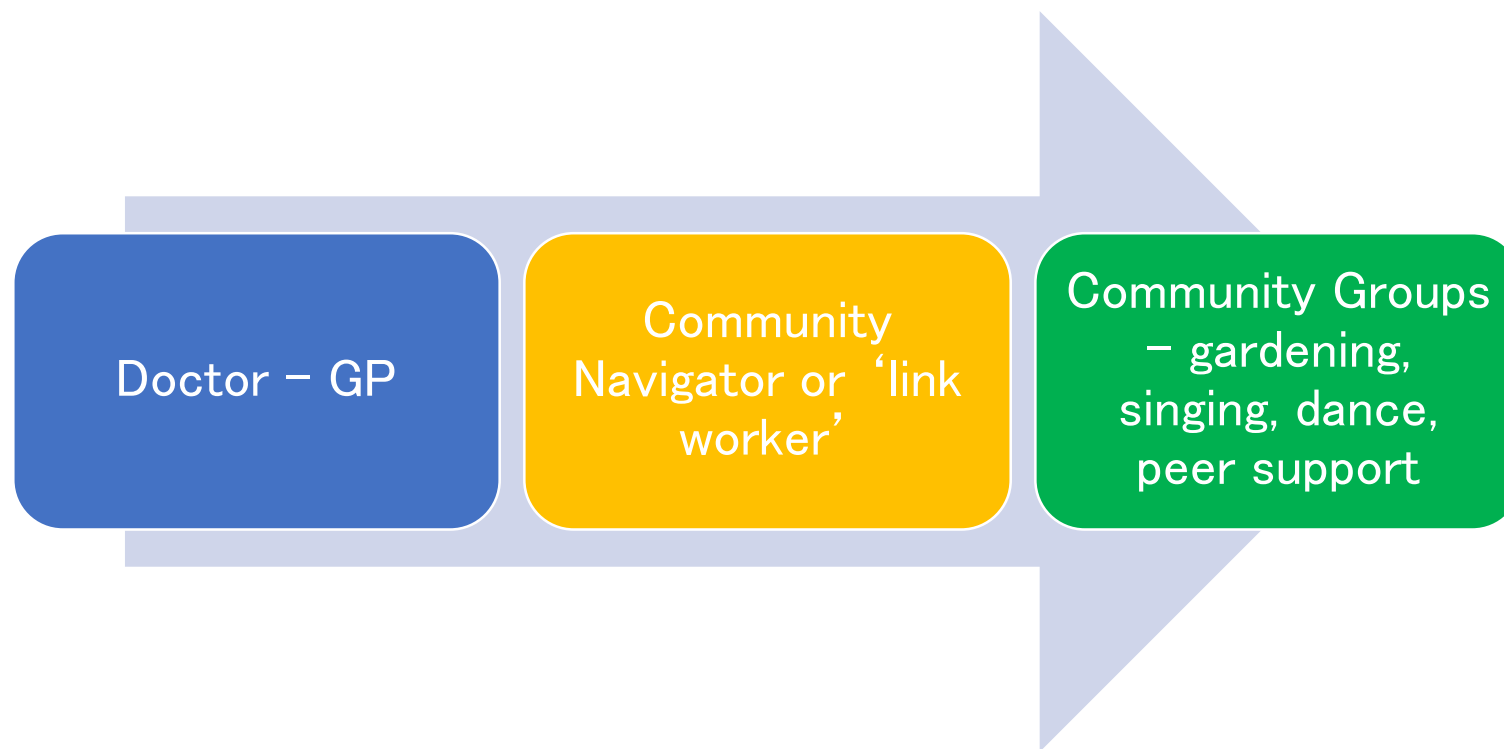 Doctor – GP
Community
Navigator or ‘link
worker’
Community Groups
– gardening,
singing, dance,
peer support